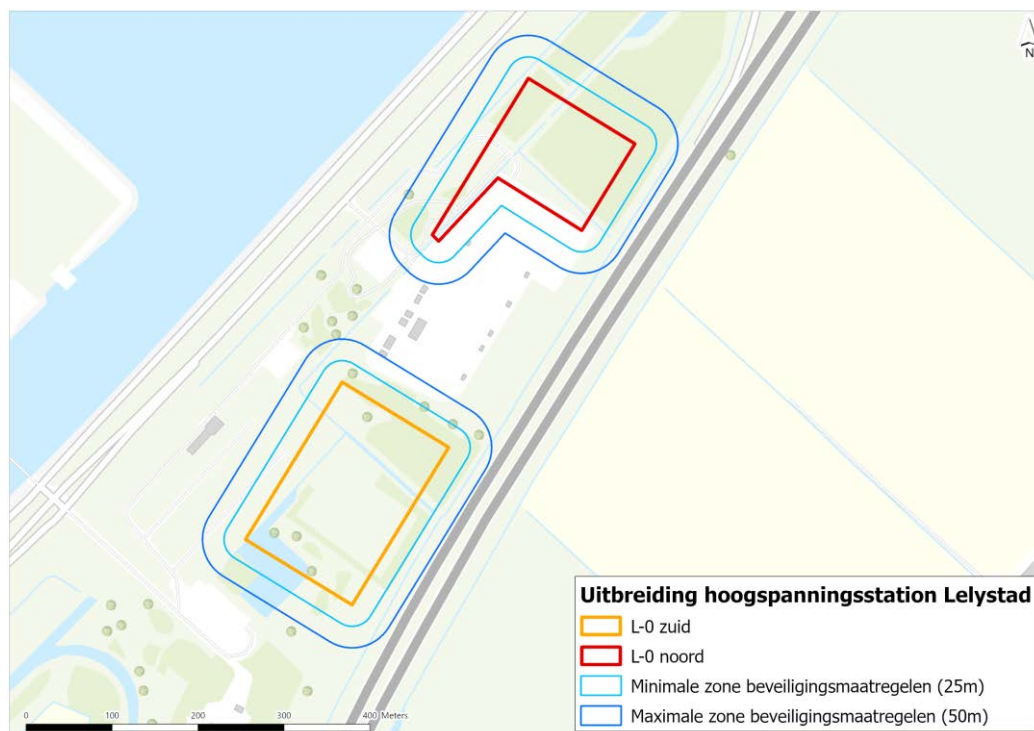 N
Uitbreiding hoogspanningsstation Lelystad
L-0 zuid
L-0 noord
Minimale zone beveiligingsmaatregelen (25m)
Maximale zone beveiligingsmaatregelen (50m)
0 100 200 300 400 Meters